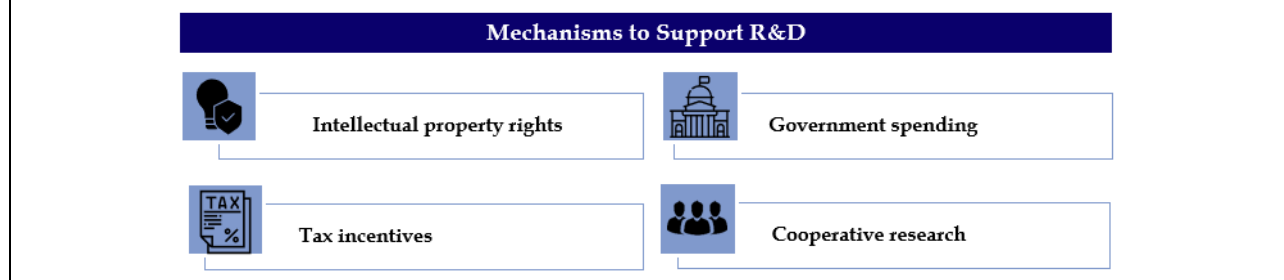 Mechanisms to Support R&D
Intellectual property rights
Government spending
TAX
%
Tax incentives
Cooperative research